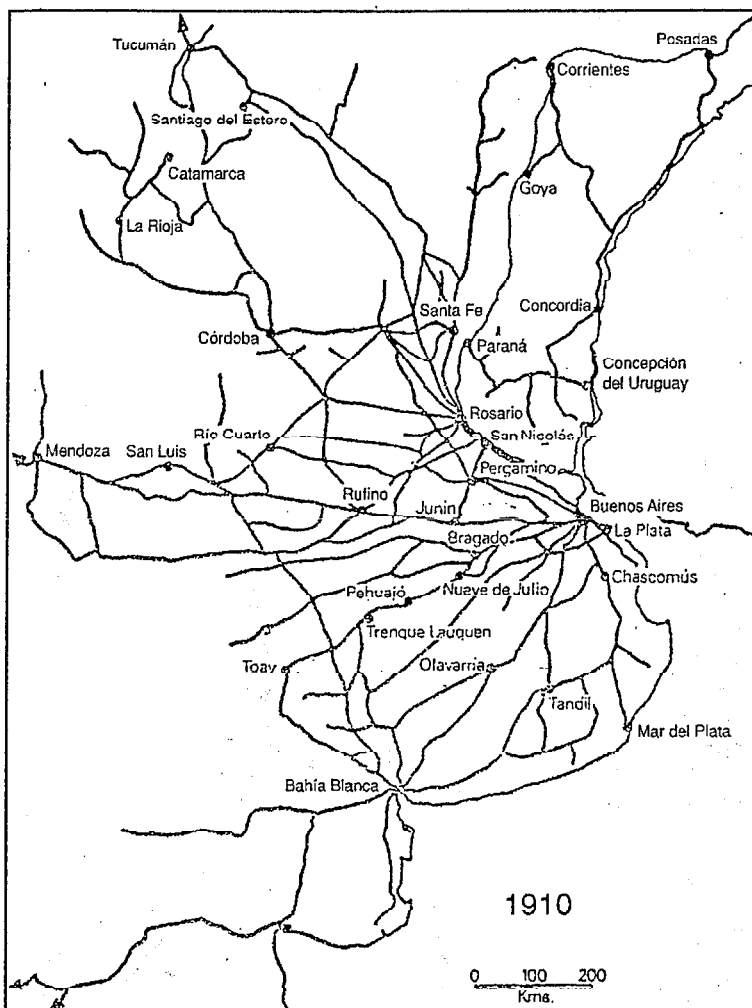 Tucumán
Posadas
Corrientes
Santiago del Estero
Catamarca
Goya
La Rioja
Santa Fe
Concordia
Córdoba
Paraná
Concepción
del Uruguay
Rosario
Río Cuarto
San Nicolás
Mendoza
San Luis
Pergamino
Rufino
Junín
Buenos Aires
La Plata
Bragado
Chascomús
Pehuajó
Nueve de Julio
Trenque Lauquen
Toay
Olavarria
Tandil
Mar del Plata
Bahía Blanca
1910
0 100 200
Kms.